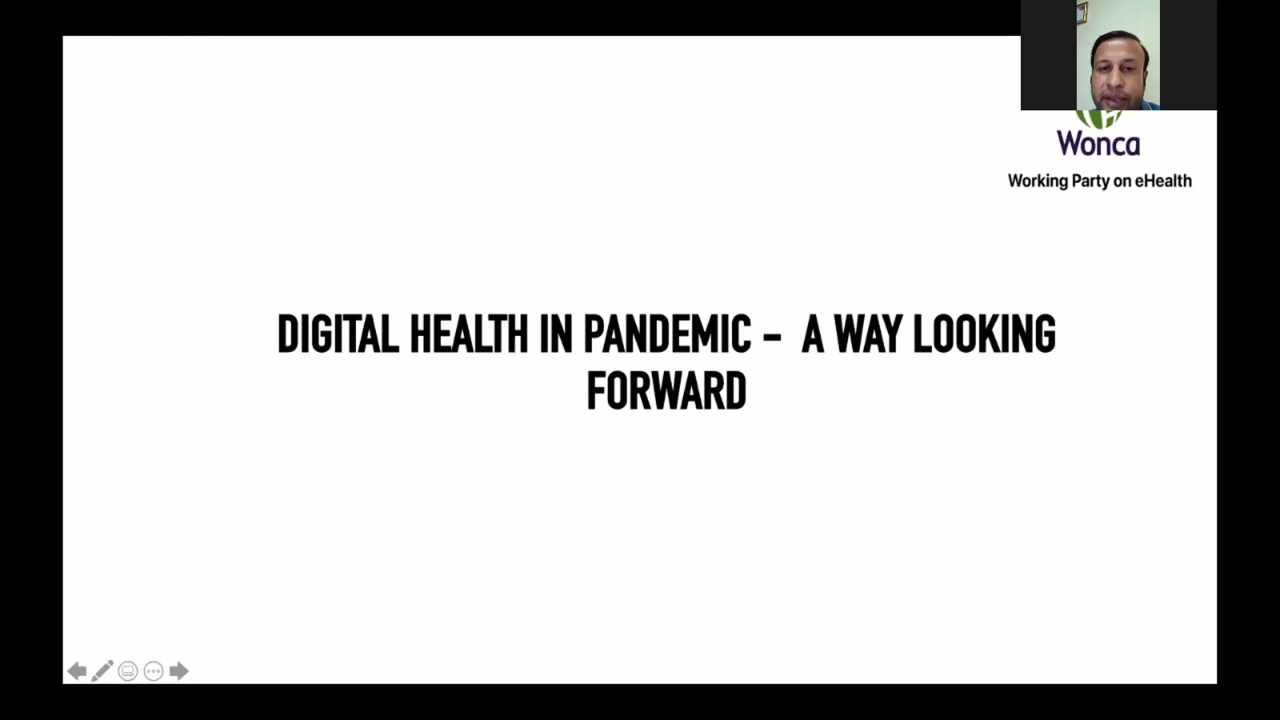 Wonca
Working Party on eHealth
DIGITAL HEALTH IN PANDEMIC – A WAY LOOKING
FORWARD